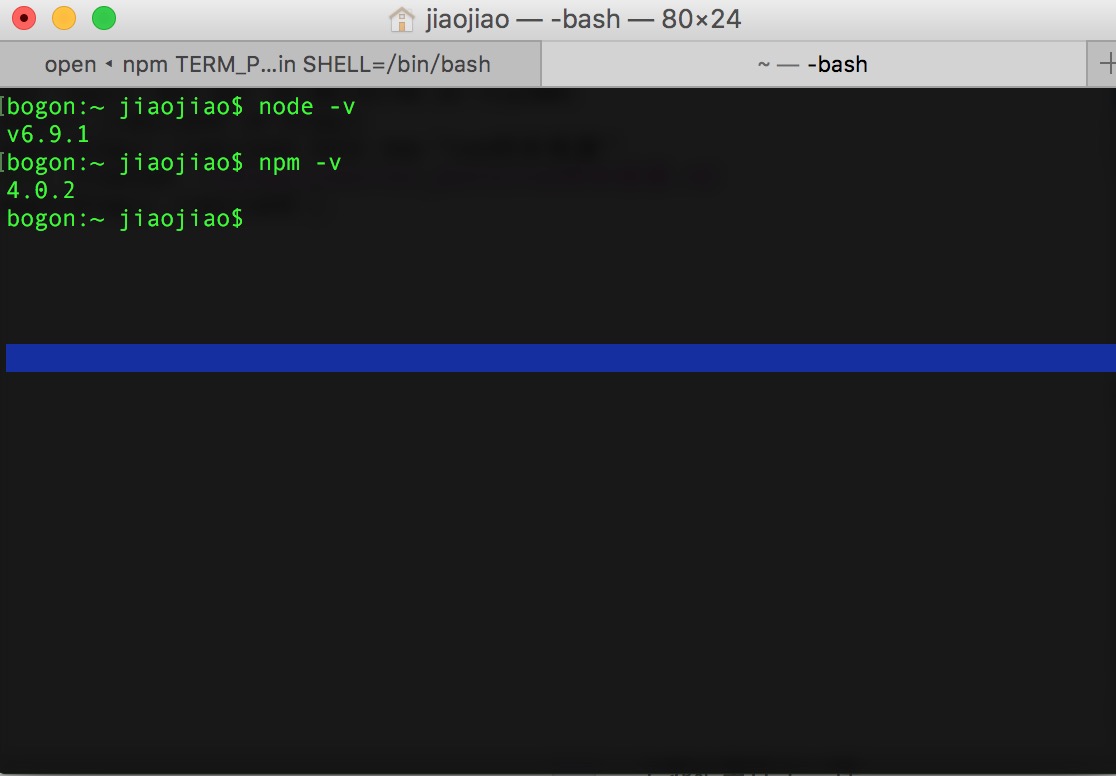 jiaojiao — -bash — 80×24
open ◂ npm TERM_P...in SHELL=/bin/bash
~ — -bash
bogon:~ jiaojiao$ node -v
v6.9.1
bogon:~ jiaojiao$ npm -v
4.0.2
bogon:~ jiaojiao$